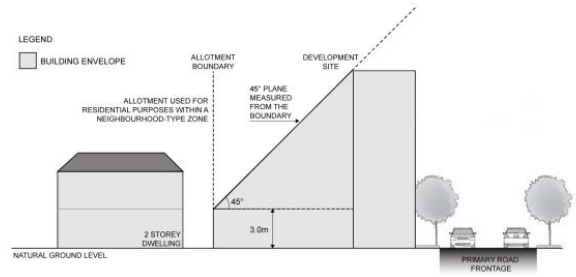 LEGEND
BUILDING ENVELOPE
ALLOTMENT
BOUNDARY
DEVELOPMENT
SITE
ALLOTMENT USED FOR
RESIDENTIAL PURPOSES WITHIN A
NEIGHBOURHOOD-TYPE ZONE
45° PLANE
MEASURED
FROM THE
BOUNDARY
45°
3.0m
2 STOREY
DWELLING
NATURAL GROUND LEVEL
PRIMARY ROAD
FRONTAGE